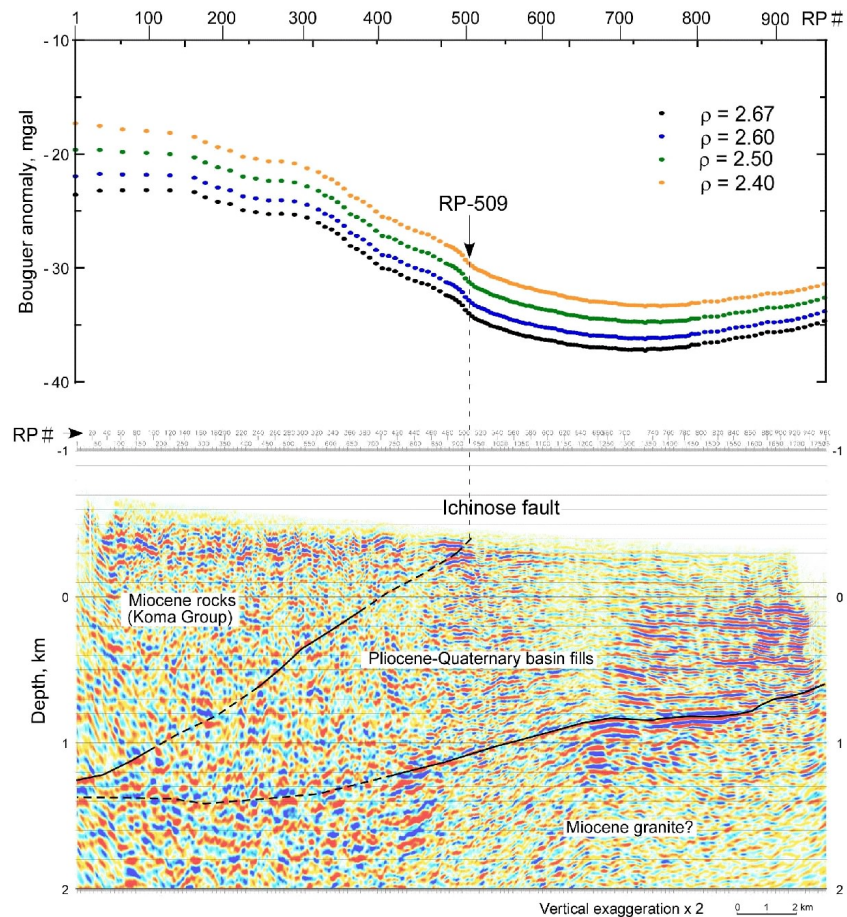 1 100 200 300 400 500 600 700 800 900 RP #
-10
-20
-30
-40
Bouguer anomaly, mgal
ρ = 2.67
ρ = 2.60
ρ = 2.50
ρ = 2.40
RP-509
RP #
-1 -1
Ichinose fault
0 0
Miocene rocks
(Koma Group)
Pliocene-Quaternary basin fills
Depth, km
1 1
Miocene granite?
2 2
Vertical exaggeration x 2 0 1 2 km